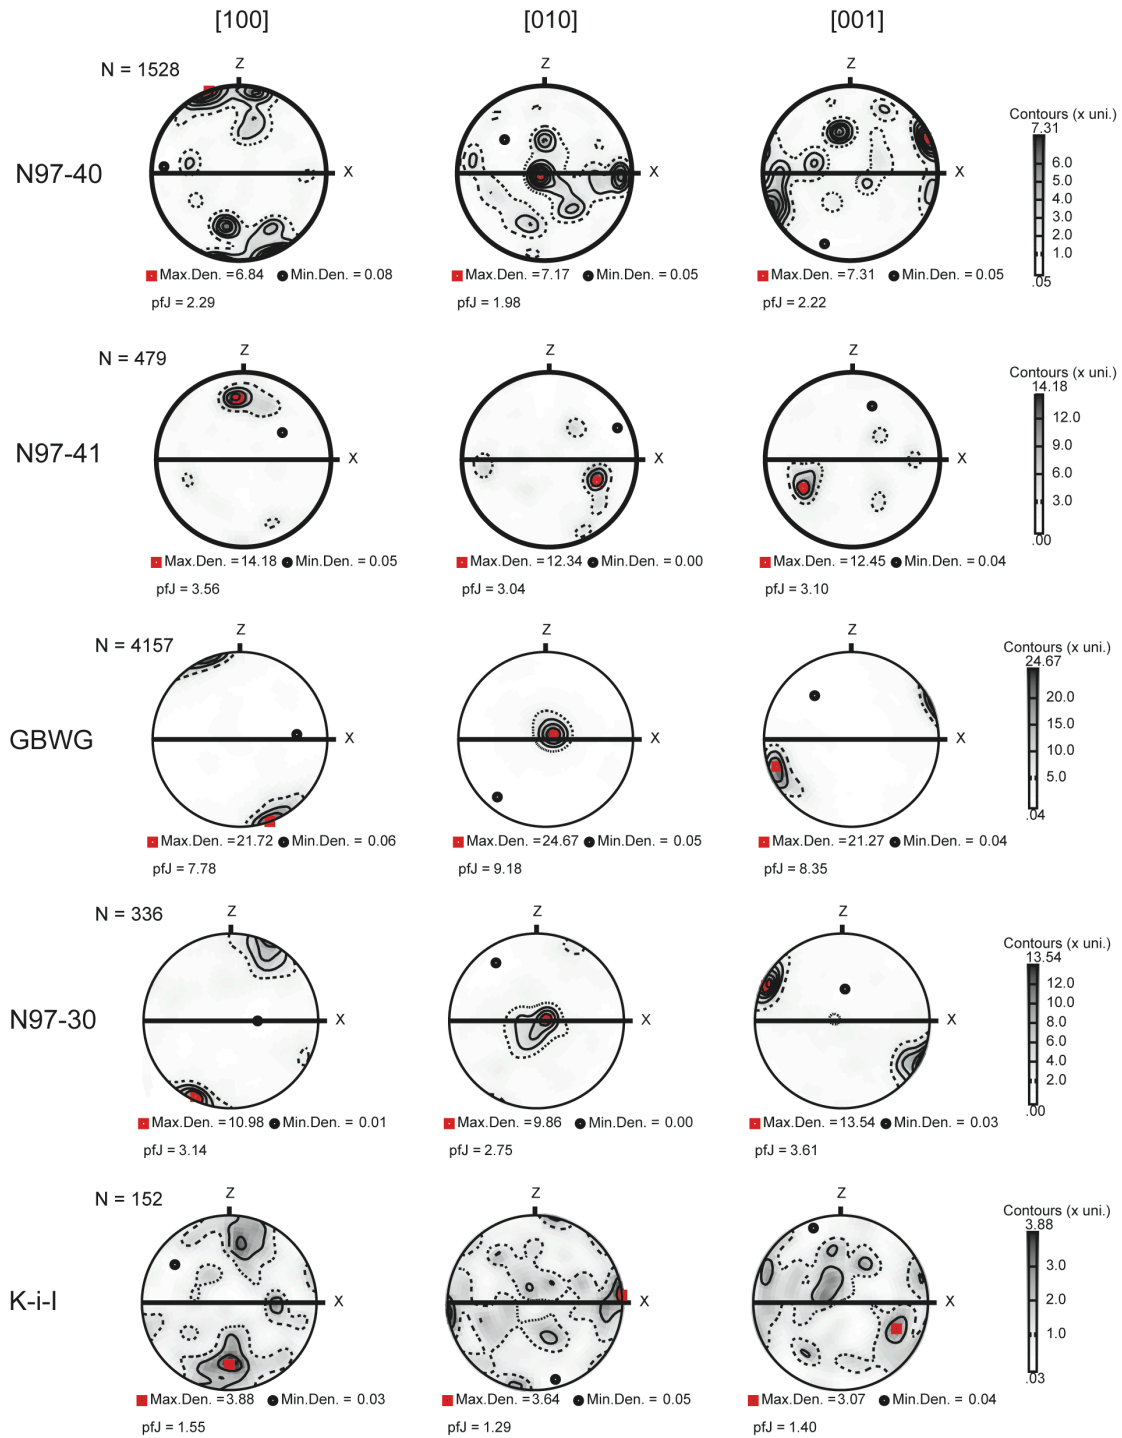 [100] [010] [001]
N = 1528
Z Z Z
Contours (x uni.)
7.31
6.0
5.0
4.0
3.0
2.0
1.0
.05
N97-40
X X X
Max.Den. =6.84 Min.Den. = 0.08 Max.Den. =7.17 Min.Den. = 0.05 Max.Den. =7.31 Min.Den. = 0.05
pfJ = 2.29 pfJ = 1.98 pfJ = 2.22
N = 479
Z Z Z
Contours (x uni.)
14.18
12.0
9.0
6.0
3.0
.00
N97-41
X X X
Max.Den. =14.18 Min.Den. = 0.05 Max.Den. =12.34 Min.Den. = 0.00 Max.Den. =12.45 Min.Den. = 0.04
pfJ = 3.56 pfJ = 3.04 pfJ = 3.10
N = 4157
Z Z Z
Contours (x uni.)
24.67
20.0
15.0
10.0
5.0
.04
GBWG
X X X
Max.Den. =21.72 Min.Den. = 0.06 Max.Den. =24.67 Min.Den. = 0.05 Max.Den. =21.27 Min.Den. = 0.04
pfJ = 7.78 pfJ = 9.18 pfJ = 8.35
N = 336
Z Z Z
Contours (x uni.)
13.54
12.0
10.0
8.0
6.0
4.0
2.0
.00
N97-30
X X X
Max.Den. =10.98 Min.Den. = 0.01 Max.Den. =9.86 Min.Den. = 0.00 Max.Den. =13.54 Min.Den. = 0.03
pfJ = 3.14 pfJ = 2.75 pfJ = 3.61
N = 152
Z Z Z
Contours (x uni.)
3.88
3.0
2.0
1.0
.03
K-i-I
X X X
Max.Den. =3.88 Min.Den. = 0.03 Max.Den. =3.64 Min.Den. = 0.05 Max.Den. =3.07 Min.Den. = 0.04
pfJ = 1.55 pfJ = 1.29 pfJ = 1.40